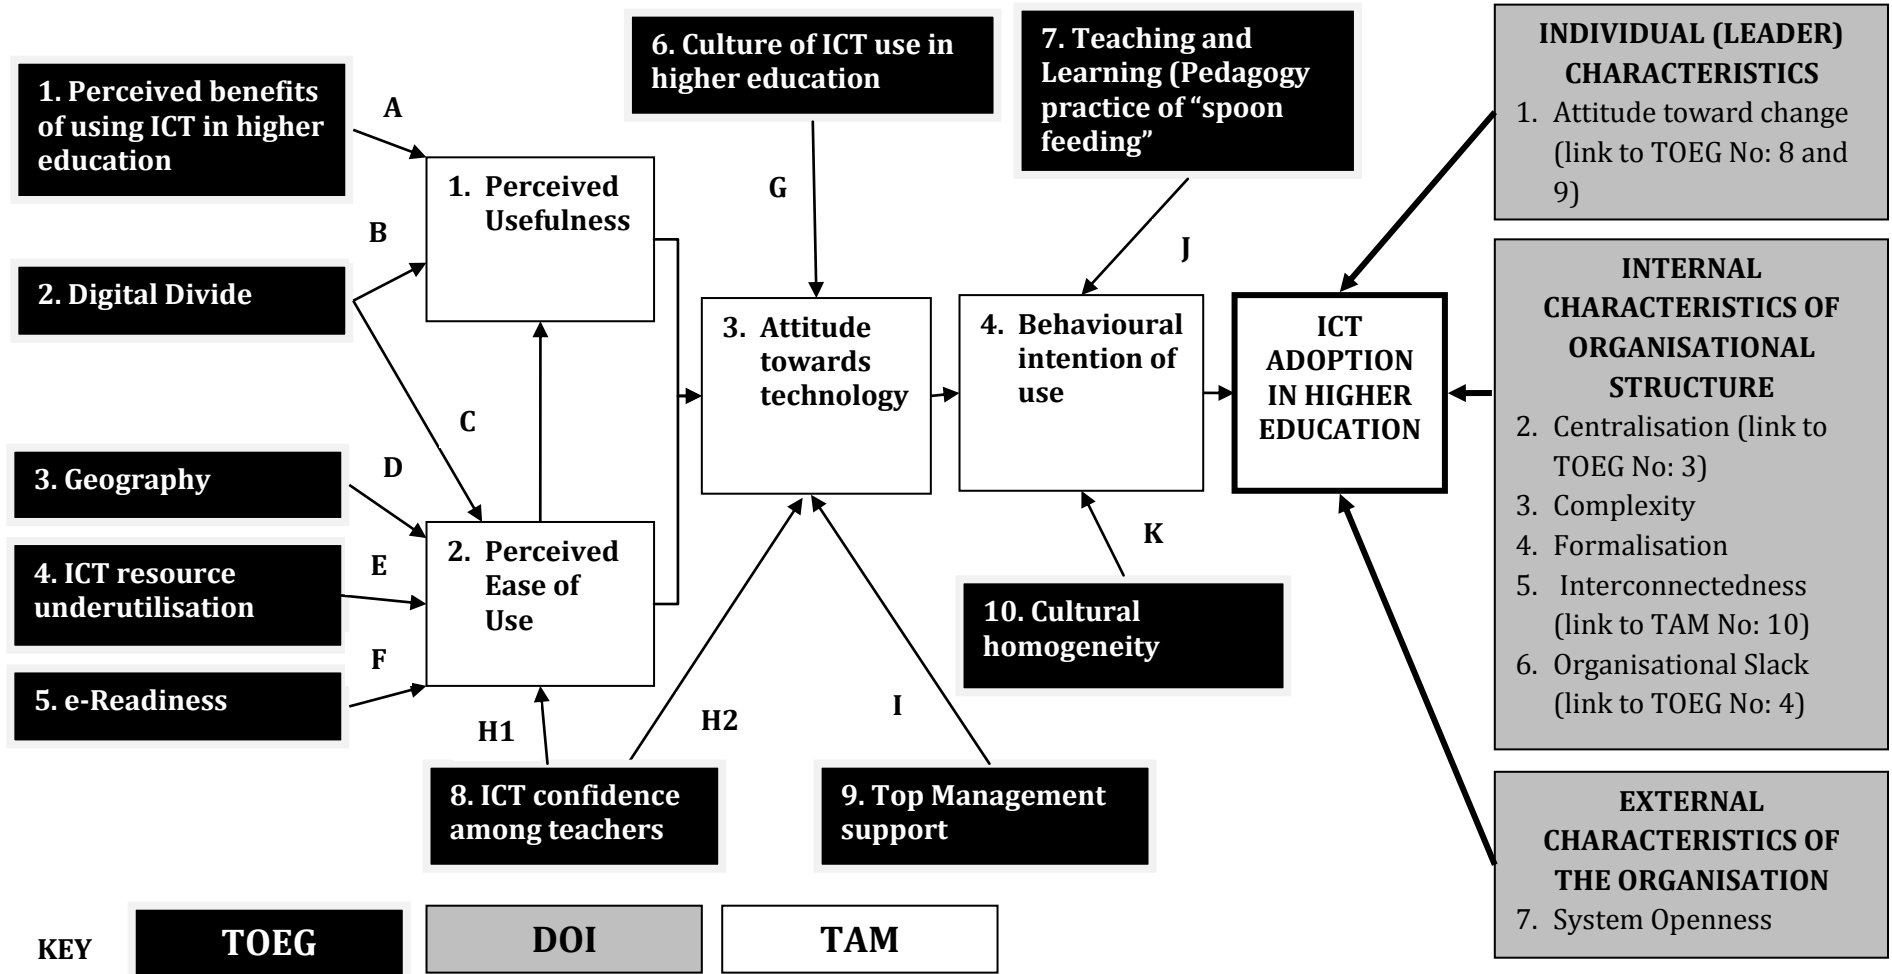 1. Perceived benefits
of using ICT in higher
education
A
B
2. Digital Divide
C
3. Geography
D
4. ICT resource
underutilisation
E
5. e-Readiness
F
1. Perceived
Usefulness
2. Perceived
Ease of
Use
H1
H2
8. ICT confidence
among teachers
6. Culture of ICT use in
higher education
G
3. Attitude
towards
technology
I
9. Top Management
support
7. Teaching and
Learning (Pedagogy
practice of “spoon
feeding”
J
4. Behavioural
intention of
use
K
10. Cultural
homogeneity
ICT
ADOPTION
IN HIGHER
EDUCATION
INDIVIDUAL (LEADER)
CHARACTERISTICS
1. Attitude toward change
(link to TOEG No: 8 and
9)
INTERNAL
CHARACTERISTICS OF
ORGANISATIONAL
STRUCTURE
2. Centralisation (link to
TOEG No: 3)
3. Complexity
4. Formalisation
5. Interconnectedness
(link to TAM No: 10)
6. Organisational Slack
(link to TOEG No: 4)
EXTERNAL
CHARACTERISTICS OF
THE ORGANISATION
7. System Openness
KEY
TOEG
DOI
TAM